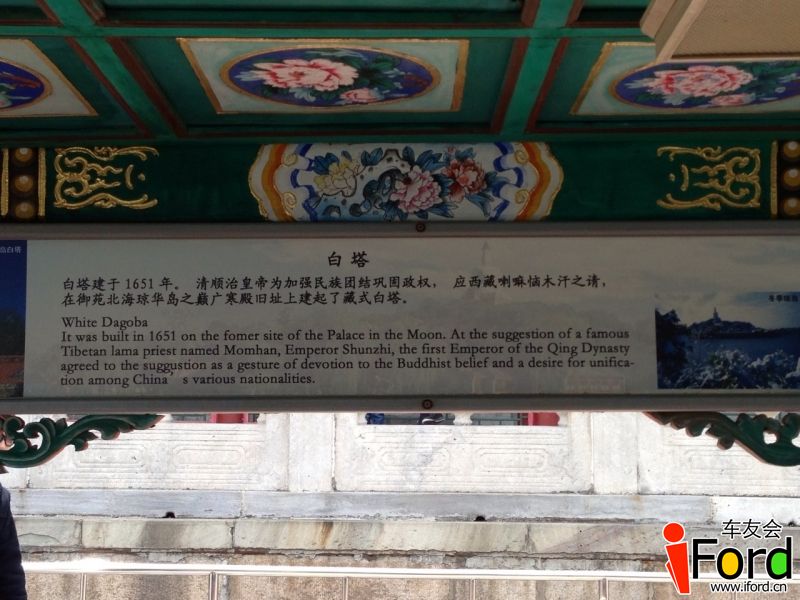 岛白塔
白塔
白塔建于 1651 年。 清顺治皇帝为加强民族团结巩固政权， 应西藏喇嘛恼木汗之请，
在御苑北海琼华岛之巅广寒殿旧址上建起了藏式白塔。
White Dagoba
It was built in 1651 on the fomer site of the Palace in the Moon. At the suggestion of a famous
Tibetan lama priest named Momhan, Emperor Shunzhi, the first Emperor of the Qing Dynasty
agreed to the suggustion as a gesture of devotion to the Buddhist belief and a desire for unifica-
tion among China’s various nationalities.
车友会
iFord
www.iford.cn